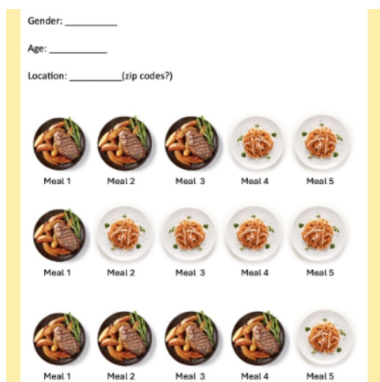 Gender: __________
Age: ___________
Location: __________(zip codes?)
Meal 1 Meal 2 Meal 3 Meal 4 Meal 5
Meal 1 Meal 2 Meal 3 Meal 4 Meal 5
Meal 1 Meal 2 Meal 3 Meal 4 Meal 5